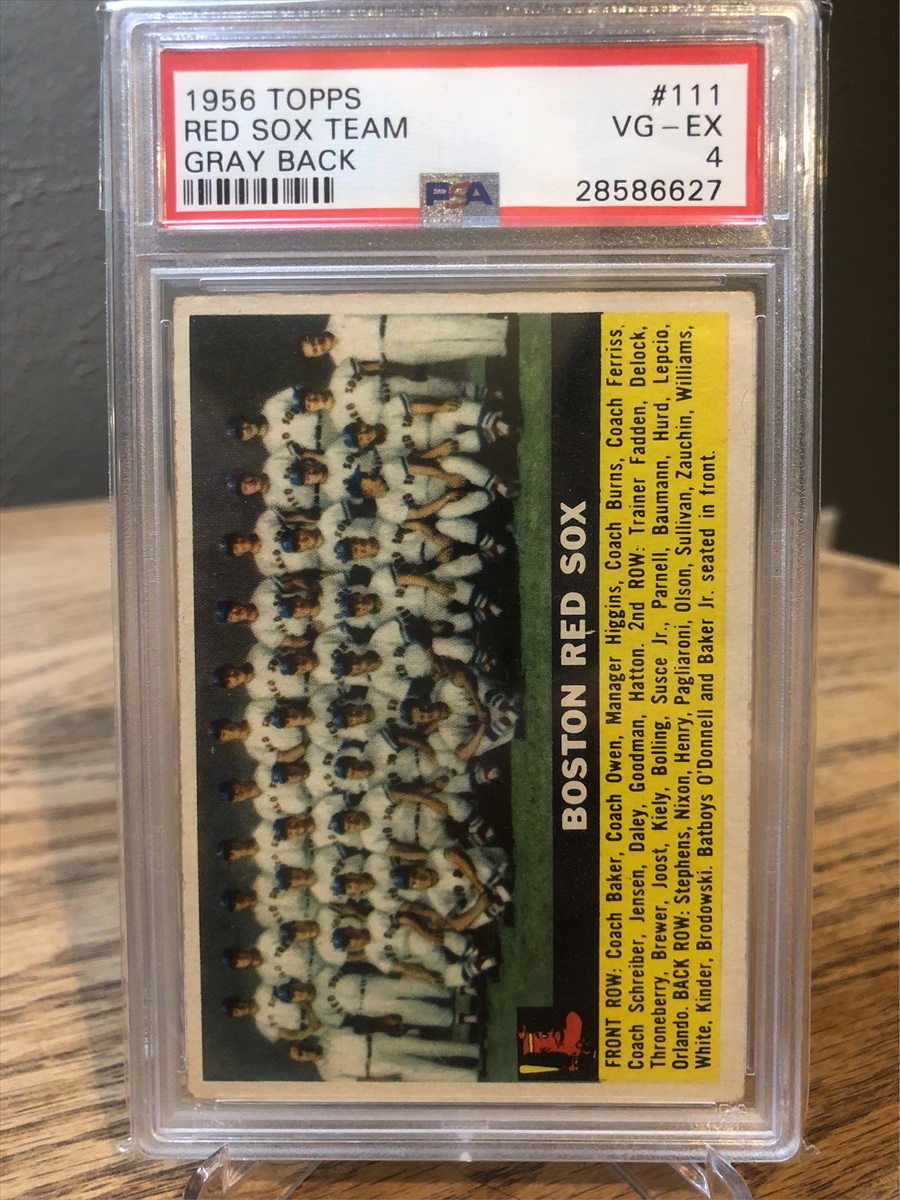 1956 TOPPS #111
RED SOX TEAM VG-EX
GRAY BACK 4
PSA 28586627
BOSTON RED SOX
FRONT ROW: Coach Baker, Coach Owen, Manager Higgins, Coach Burns, Coach Ferriss,
Coach Schreiber, Jensen, Daley, Goodman, Hatton. 2nd ROW: Trainer Fadden, Delock,
Throneberry, Brewer, Joost, Kiely, Bolling, Susce Jr., Parnell, Baumann, Hurd, Lepcio,
Orlando. BACK ROW: Stephens, Nixon, Henry, Pagliaroni, Olson, Sullivan, Zauchin, Williams,
White, Kinder, Brodowski. Batboys O'Donnell and Baker Jr. seated in front.